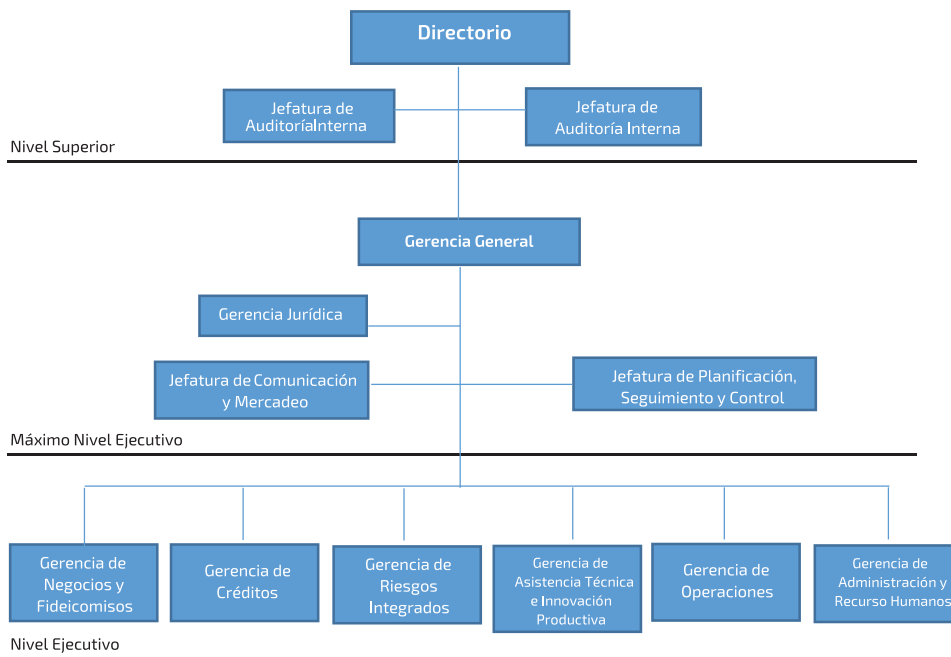 Directorio
Jefatura de
AuditoríaInterna
Jefatura de
Auditoría Interna
Nivel Superior
Gerencia General
Gerencia Jurídica
Jefatura de Comunicación
y Mercadeo
Jefatura de Planificación,
Seguimiento y Control
Máximo Nivel Ejecutivo
Gerencia de
Negocios y
Fideicomisos
Gerencia de
Créditos
Gerencia de
Riesgos
Integrados
Gerencia de
Asistencia Técnica
e Innovación
Productiva
Gerencia de
Operaciones
Gerencia de
Administración y
Recurso Humanos
Nivel Ejecutivo